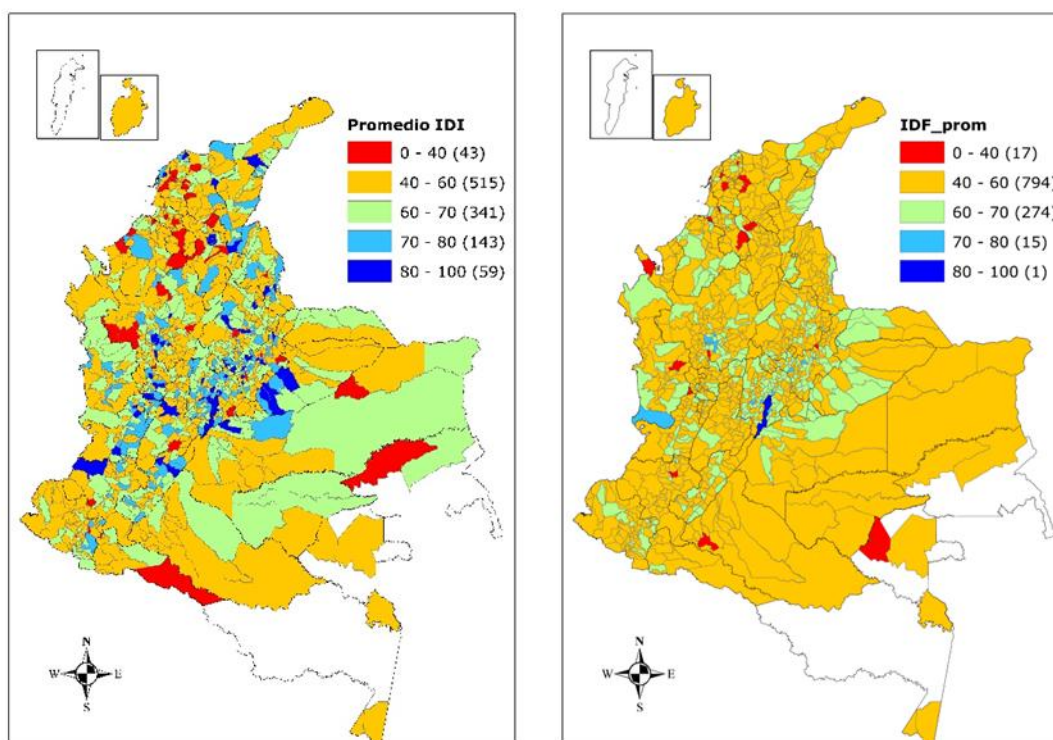 Promedio IDI
0 - 40 (43)
40 - 60 (515)
60 - 70 (341)
70 - 80 (143)
80 - 100 (59)
N
W E
S
IDF_prom
0 - 40 (17)
40 - 60 (794)
60 - 70 (274)
70 - 80 (15)
80 - 100 (1)
N
W E
S